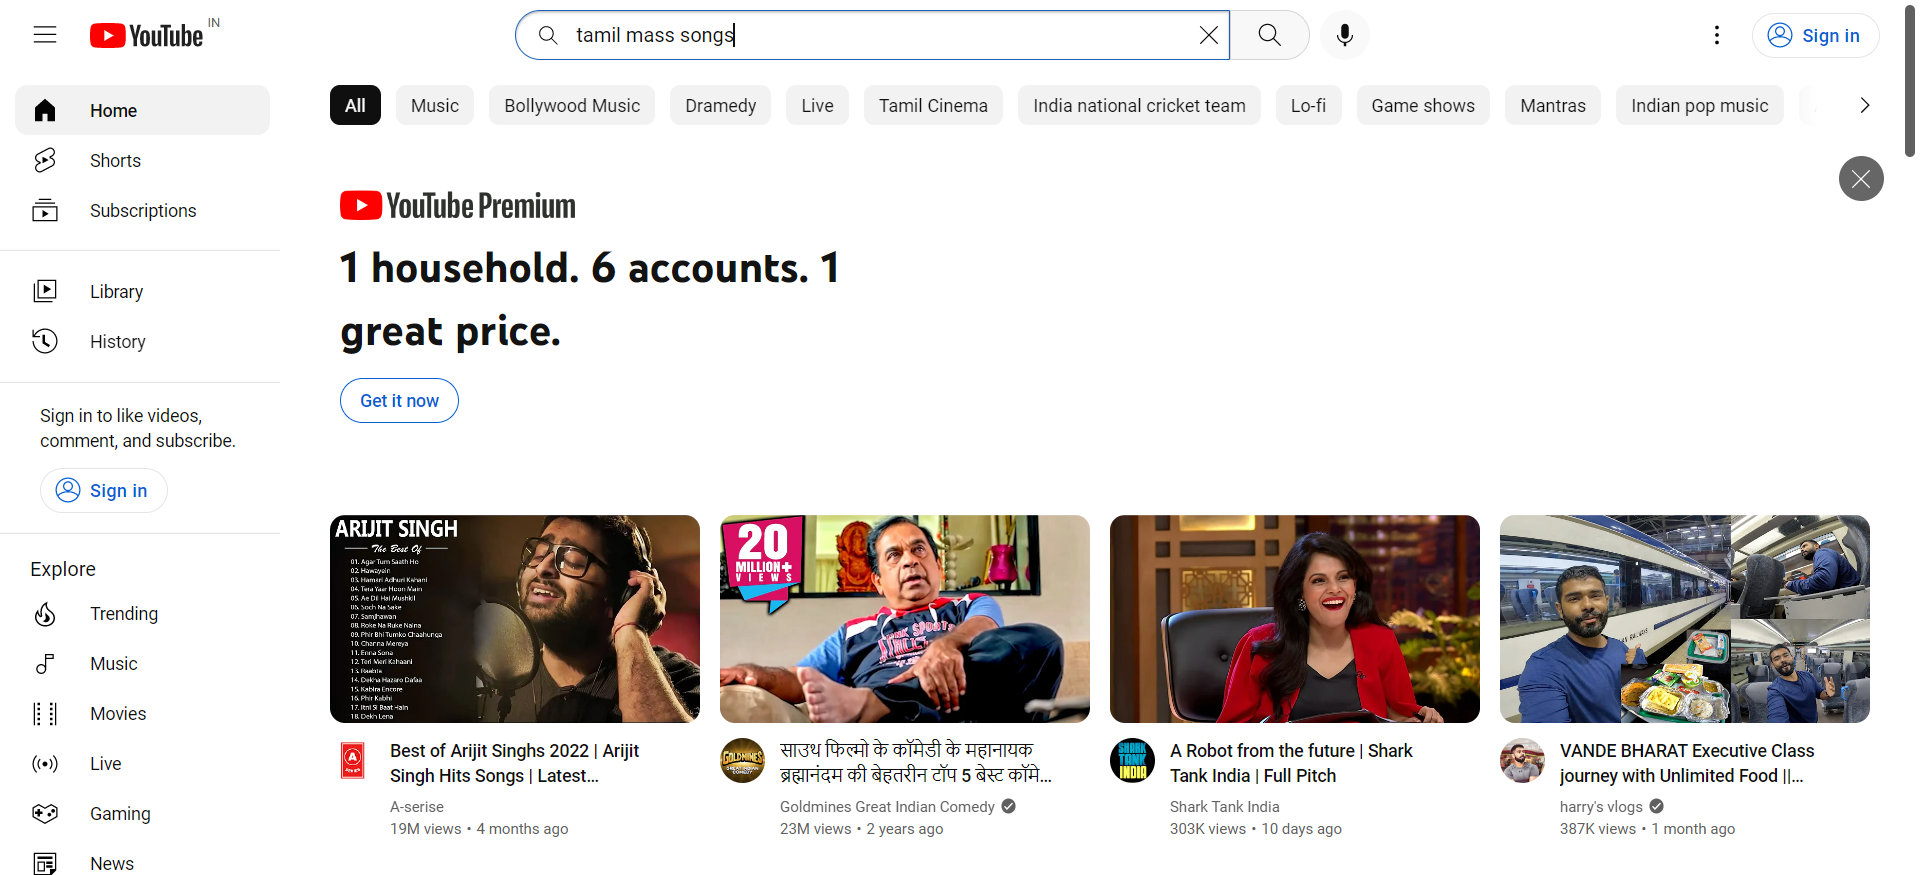 YouTube IN
tamil mass songs
Sign in
Home
Shorts
Subscriptions
Library
History
Sign in to like videos,
comment, and subscribe.
Sign in
Explore
Trending
Music
Movies
Live
Gaming
News
All Music Bollywood Music Dramedy Live Tamil Cinema India national cricket team Lo-fi Game shows Mantras Indian pop music
YouTube Premium
1 household. 6 accounts. 1
great price.
Get it now
ARIJIT SINGH
The Best Of
01. Agar Tum Saath Ho
02. Hawayein
03. Hamari Adhuri Kahani
04. Tera Yaar Hoon Main
05. Ae Dil Hai Mushkil
06. Soch Na Sake
07. Samjhawan
08. Roke Na Ruke Naina
09. Phir Bhi Tumko Chaahunga
10. Channa Mereya
11. Enna Sona
12. Teri Meri Kahaani
13. Raabta
14. Dekha Hazaro Dafaa
15. Kabira Encore
16. Phir Kabhi
17. Itni Si Baat Hain
18. Dekh Lena
Best of Arijit Singhs 2022 | Arijit
Singh Hits Songs | Latest...
A-serise
19M views • 4 months ago
20
MILLION+
VIEWS
GOLDMINES
GREAT INDIAN
COMEDY
साउथ फिल्मो के कॉमेडी के महानायक
ब्रह्मानंदम की बेहतरीन टॉप 5 बेस्ट कॉमे...
Goldmines Great Indian Comedy
23M views • 2 years ago
SHARK
TANK
INDIA
A Robot from the future | Shark
Tank India | Full Pitch
Shark Tank India
303K views • 10 days ago
VANDE BHARAT Executive Class
journey with Unlimited Food ||...
harry's vlogs
387K views • 1 month ago